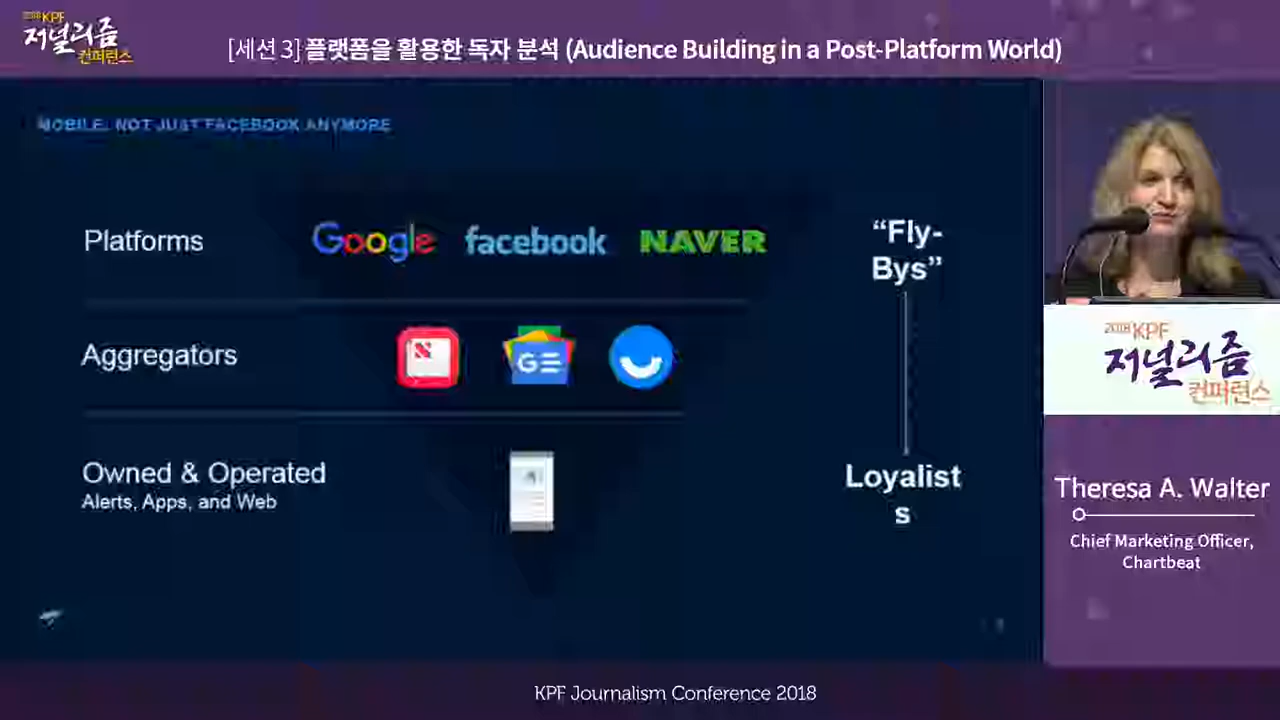 2018 KPF
저널리즘
컨퍼런스
[세션 3] 플랫폼을 활용한 독자 분석 (Audience Building in a Post-Platform World)
MOBILE: NOT JUST FACEBOOK ANYMORE
Platforms
Google facebook NAVER
“Fly-
Bys”
Aggregators
G
Owned & Operated
Alerts, Apps, and Web
Loyalist
s
2018 KPF
저널리즘
컨퍼런스
Theresa A. Walter
Chief Marketing Officer,
Chartbeat
KPF Journalism Conference 2018